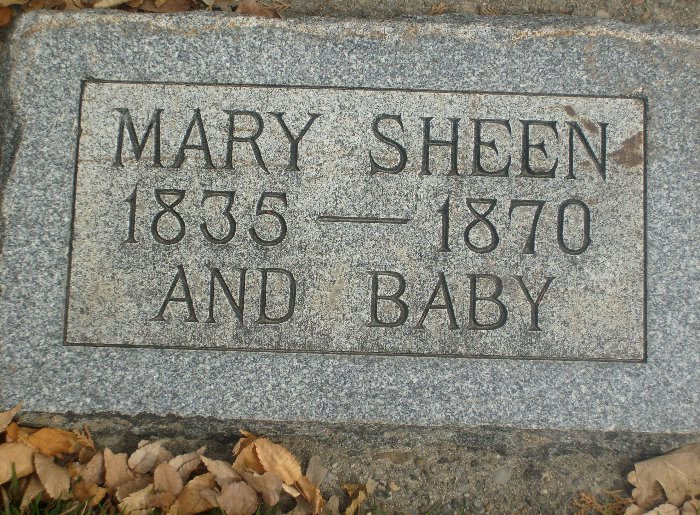 MARY SHEEN
1835 — 1870
AND BABY